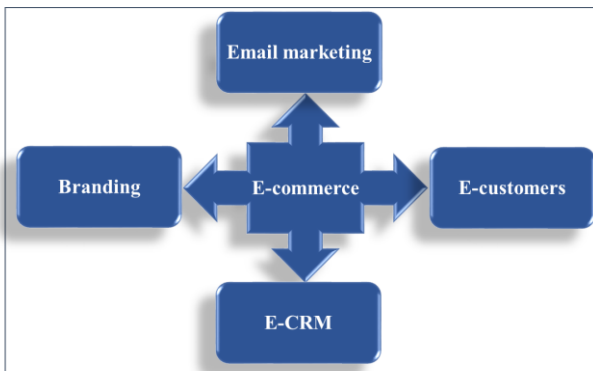 Email marketing
Branding
E-commerce
E-customers
E-CRM